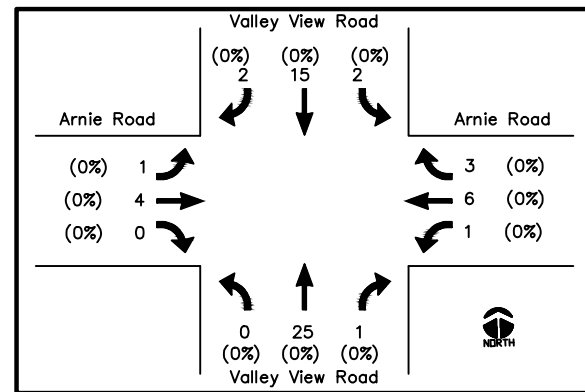 Valley View Road
(0%) (0%) (0%)
2 15 2
Arnie Road Arnie Road
(0%) 1 3 (0%)
(0%) 4 6 (0%)
(0%) 0 1 (0%)
0 25 1
(0%) (0%) (0%)
Valley View Road
NORTH